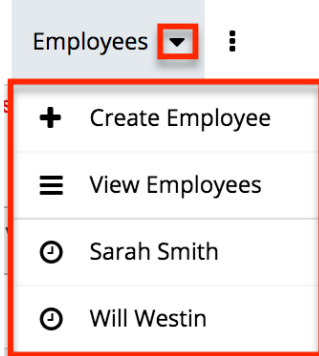 Employees
Create Employee
View Employees
Sarah Smith
Will Westin